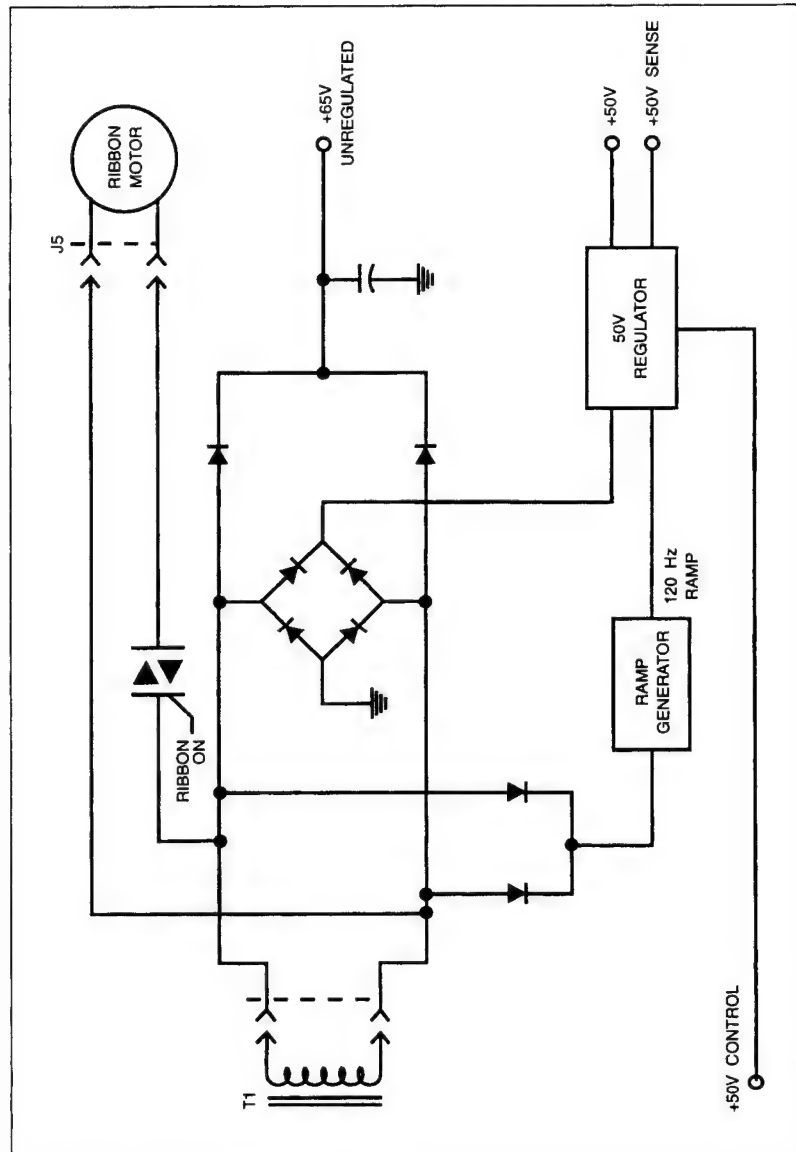 RIBBON
MOTOR
J5
+65V
UNREGULATED
RIBBON
ON
+50V
+50V SENSE
50V
REGULATOR
120 Hz
RAMP
RAMP
GENERATOR
T1
+50V CONTROL